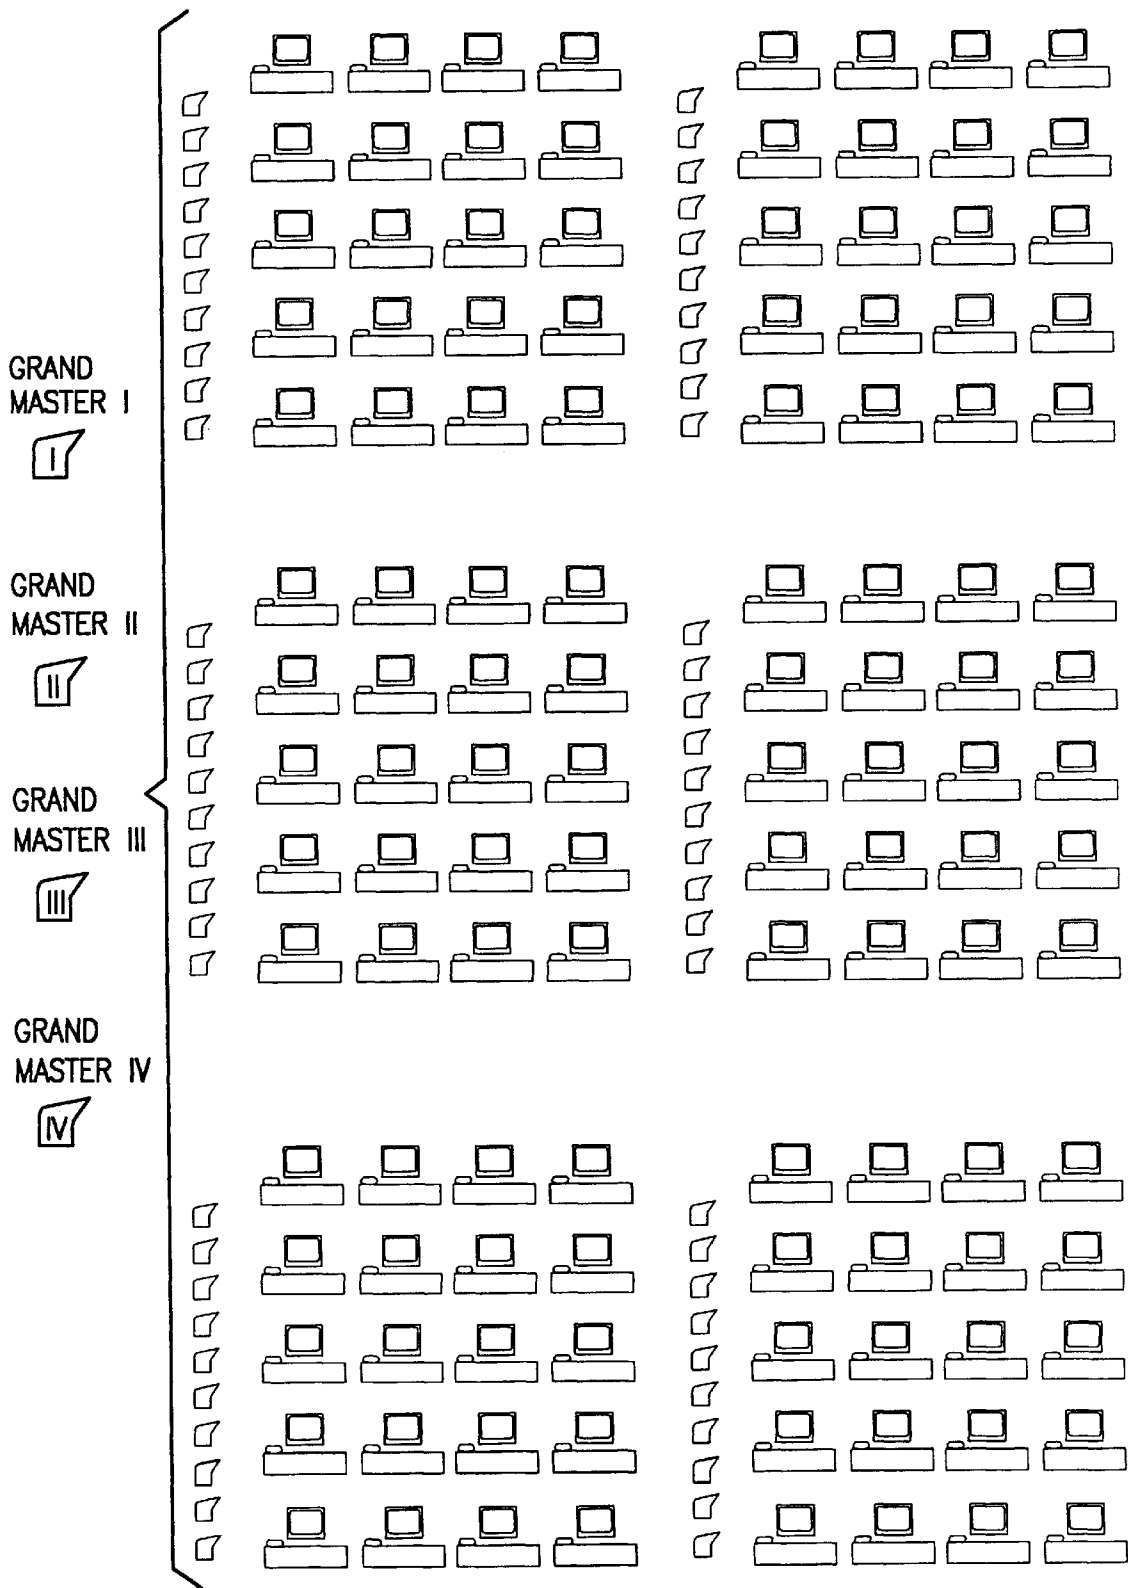 GRAND
MASTER I
I
GRAND
MASTER II
II
GRAND
MASTER III
III
GRAND
MASTER IV
IV